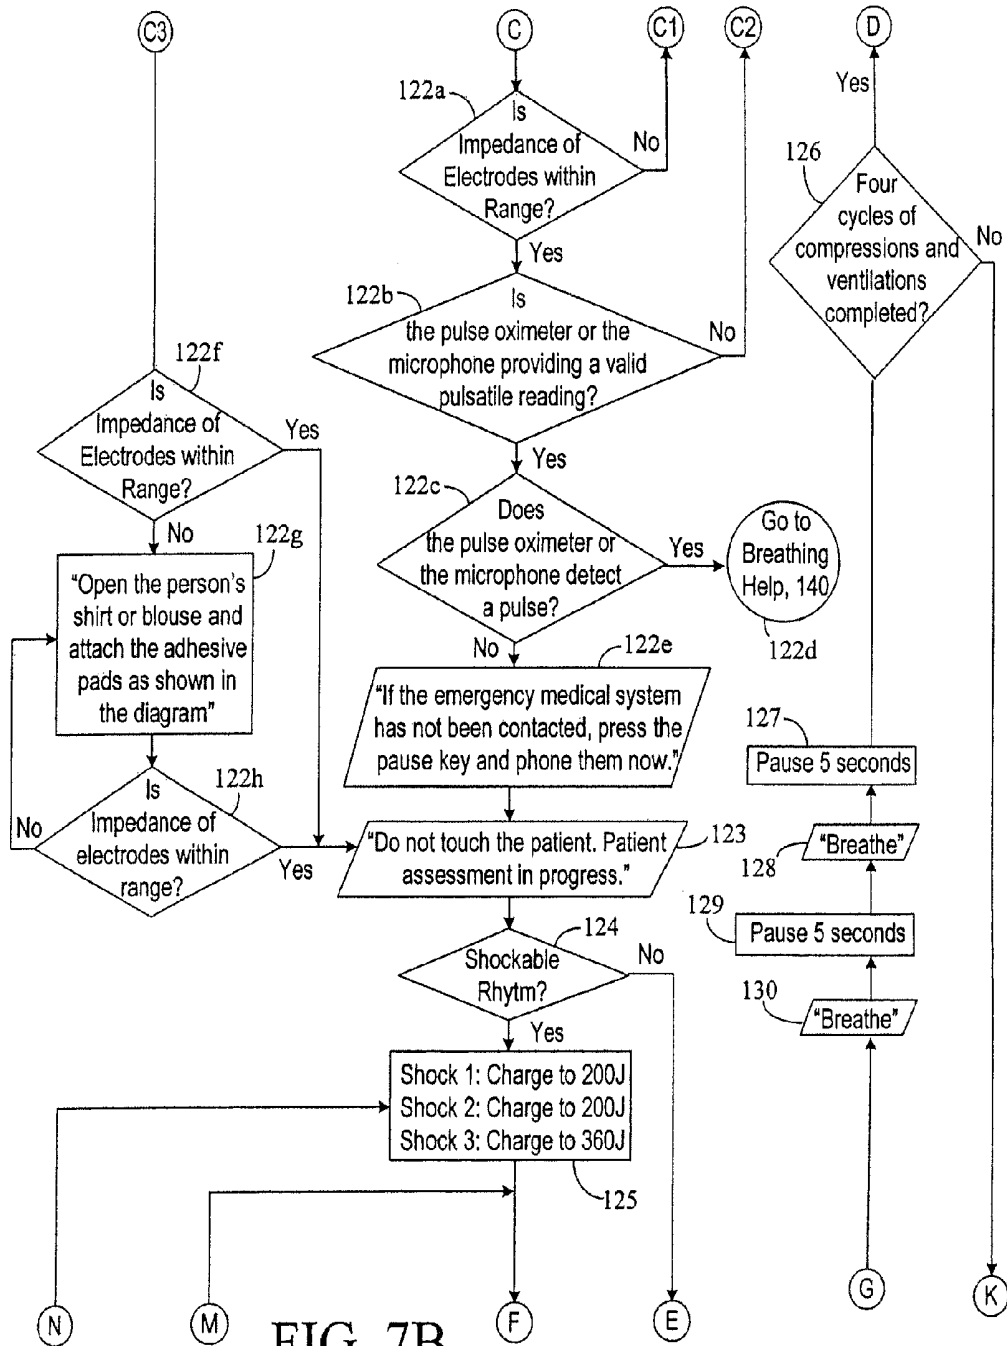 C3
C
C1
C2
D
122a
Is
Impedance of
Electrodes within
Range?
No
Yes
Yes
126
Four
cycles of
compressions and
ventilations
completed?
No
122b
Is
the pulse oximeter or the
microphone providing a valid
pulsatile reading?
No
Yes
122f
Is
Impedance of
Electrodes within
Range?
Yes
No
122c
Does
the pulse oximeter or
the microphone detect
a pulse?
Yes
No
Go to
Breathing
Help, 140
122d
122g
"Open the person's
shirt or blouse and
attach the adhesive
pads as shown in
the diagram"
122e
"If the emergency medical system
has not been contacted, press the
pause key and phone them now."
127
Pause 5 seconds
"Breathe"
128
129
Pause 5 seconds
130
"Breathe"
122h
Is
Impedance of
electrodes within
range?
No
Yes
"Do not touch the patient. Patient
assessment in progress."
123
124
Shockable
Rhytm?
No
Yes
Shock 1: Charge to 200J
Shock 2: Charge to 200J
Shock 3: Charge to 360J
125
N
M
F
E
G
K
FIG. 7B